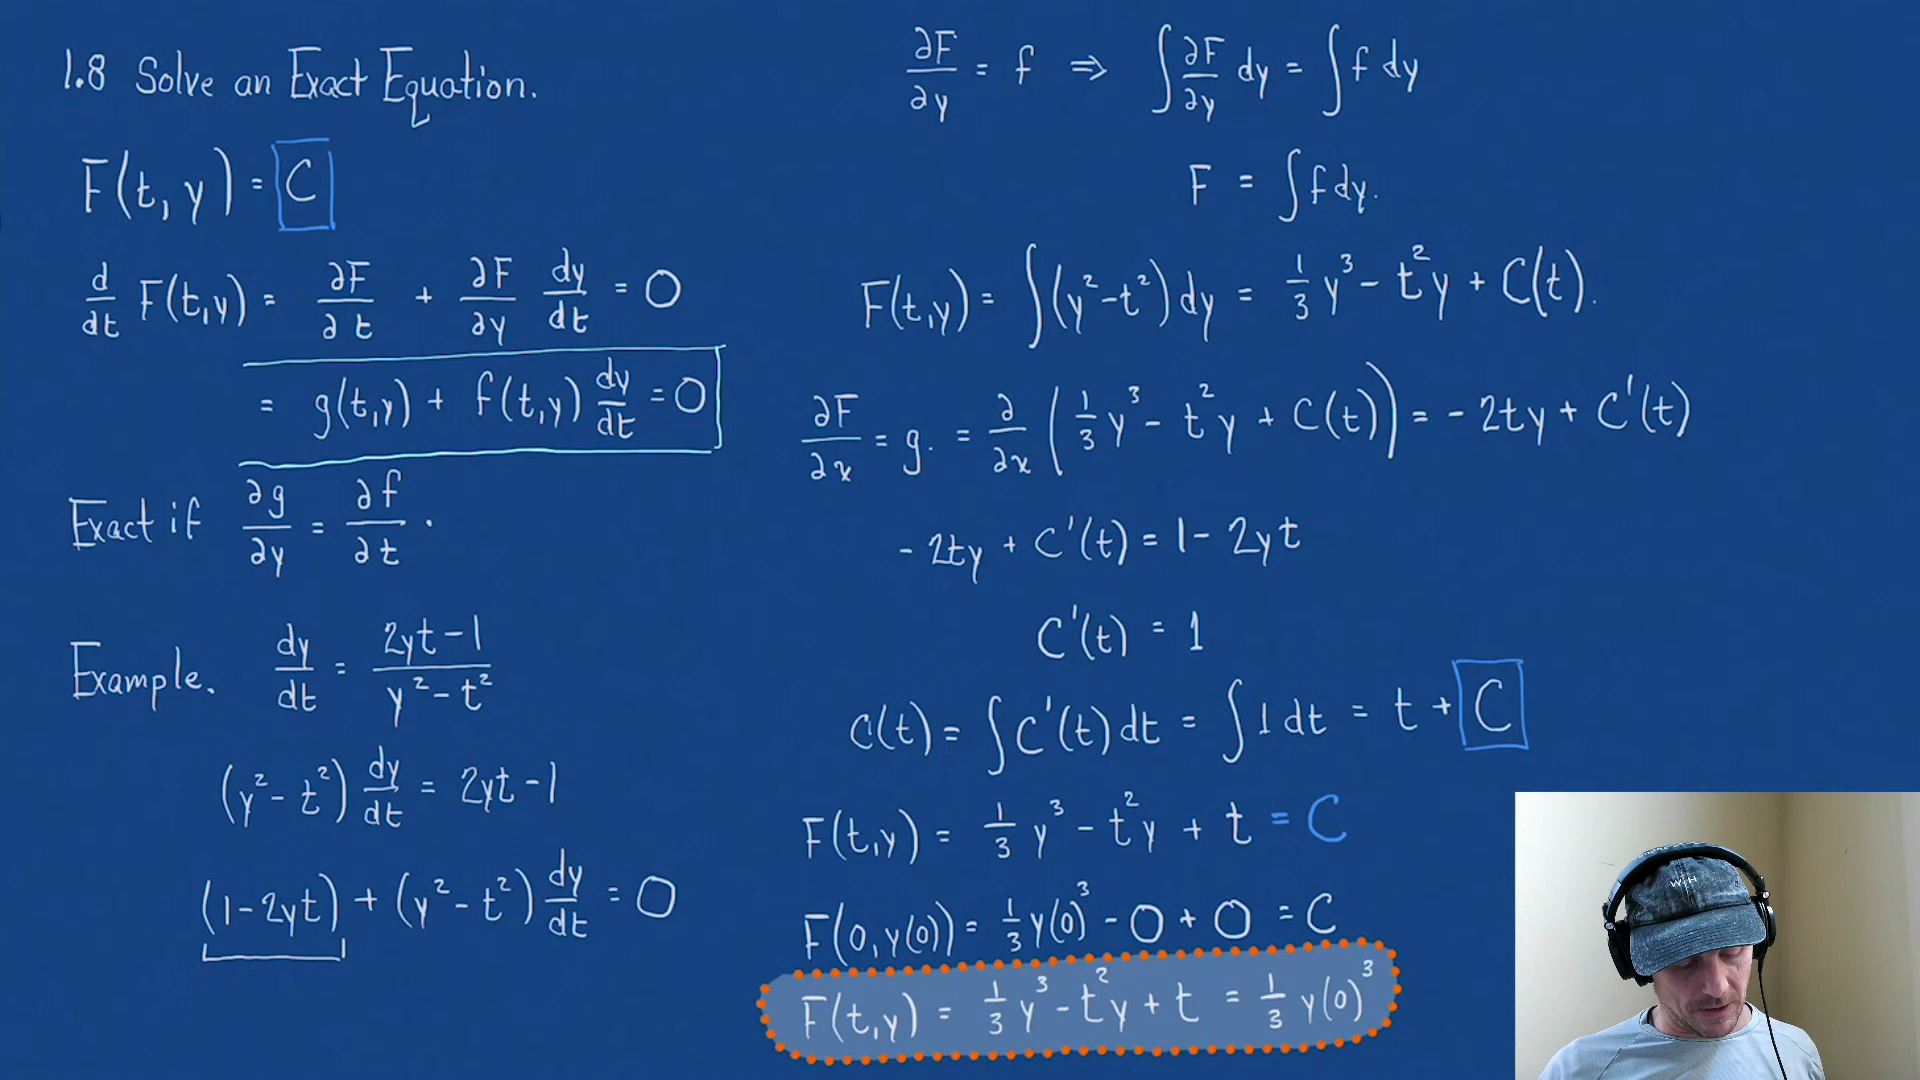 1.8 Solve an Exact Equation.
F(t, y) = C
d/dt F(t,y) = ∂F/∂t + ∂F/∂y dy/dt = 0
= g(t,y) + f(t,y) dy/dt = 0
Exact if ∂g/∂y = ∂f/∂t .
Example. dy/dt = (2yt - 1)/(y² - t²)
(y² - t²) dy/dt = 2yt - 1
(1 - 2yt) + (y² - t²) dy/dt = 0
∂F/∂y = f ⇒ ∫ ∂F/∂y dy = ∫ f dy
F = ∫ f dy.
F(t,y) = ∫ (y² - t²) dy = 1/3 y³ - t²y + C(t).
∂F/∂x = g. = ∂/∂x (1/3 y³ - t²y + C(t)) = - 2ty + C'(t)
- 2ty + C'(t) = 1 - 2yt
C'(t) = 1
C(t) = ∫ C'(t) dt = ∫ 1 dt = t + C
F(t,y) = 1/3 y³ - t²y + t = C
F(0, y(0)) = 1/3 y(0)³ - 0 + 0 = C
F(t,y) = 1/3 y³ - t²y + t = 1/3 y(0)³
W+H